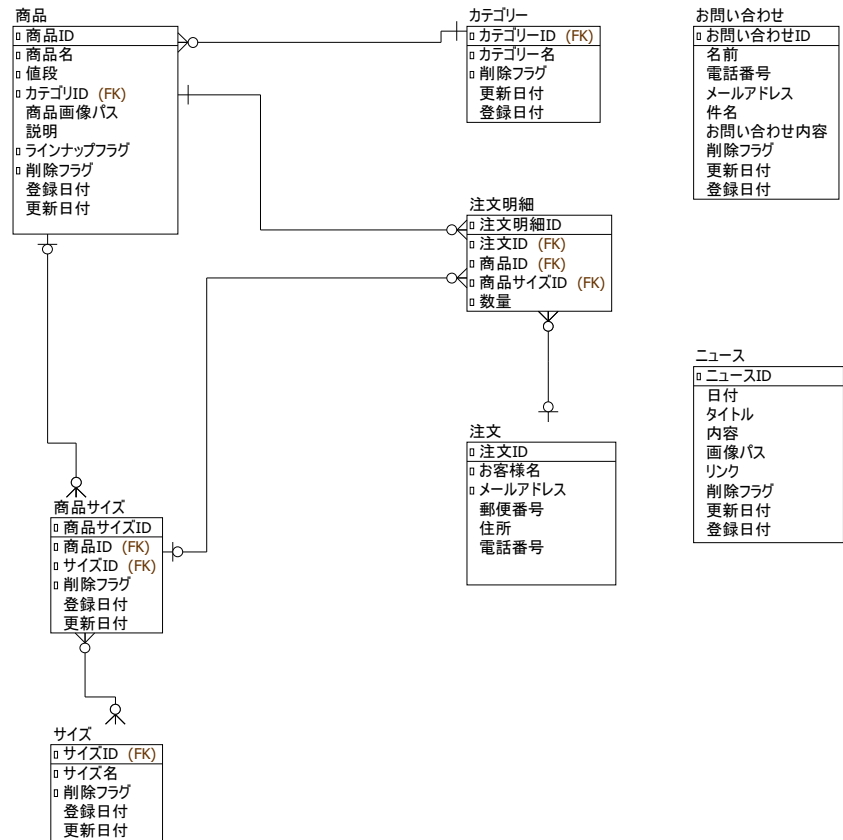 商品
商品ID
商品名
値段
カテゴリID (FK)
商品画像パス
説明
ラインナップフラグ
削除フラグ
登録日付
更新日付
カテゴリー
カテゴリーID (FK)
カテゴリー名
削除フラグ
更新日付
登録日付
お問い合わせ
お問い合わせID
名前
電話番号
メールアドレス
件名
お問い合わせ内容
削除フラグ
更新日付
登録日付
注文明細
注文明細ID
注文ID (FK)
商品ID (FK)
商品サイズID (FK)
数量
ニュース
ニュースID
日付
タイトル
内容
画像パス
リンク
削除フラグ
更新日付
登録日付
注文
注文ID
お客様名
メールアドレス
郵便番号
住所
電話番号
商品サイズ
商品サイズID
商品ID (FK)
サイズID (FK)
削除フラグ
登録日付
更新日付
サイズ
サイズID (FK)
サイズ名
削除フラグ
登録日付
更新日付